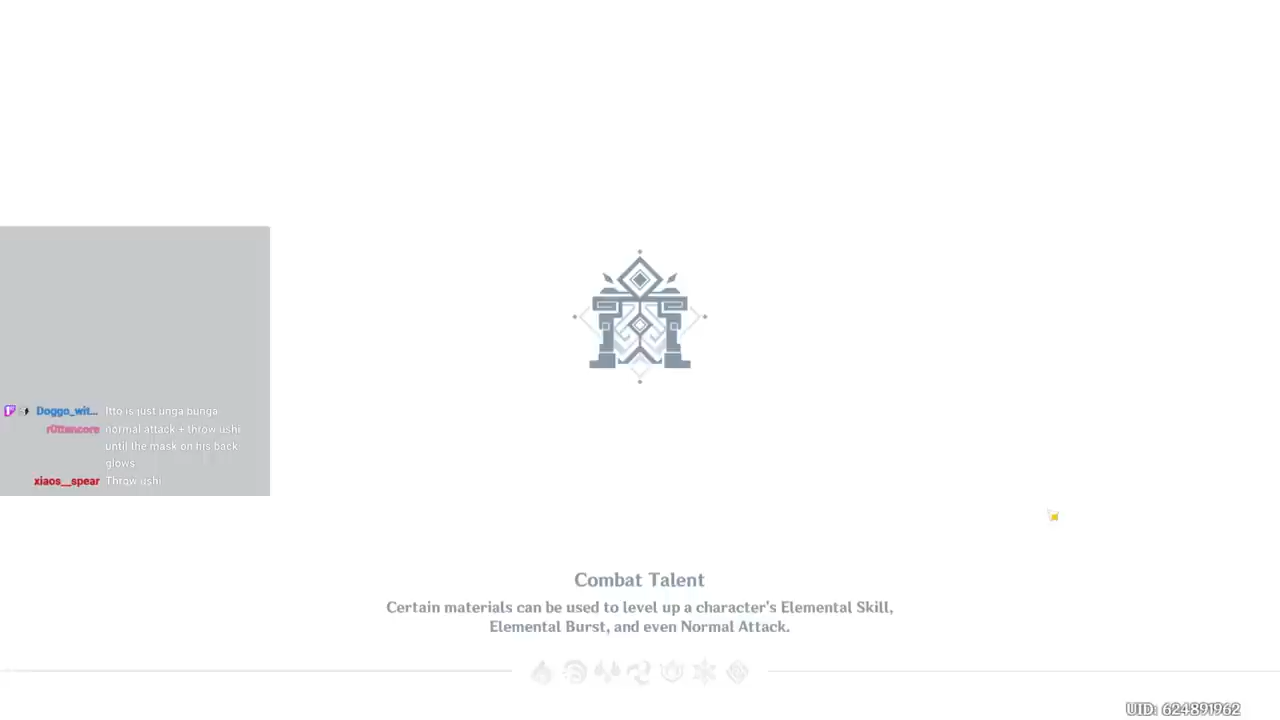 Doggo_wit... Itto is just unga bunga
r0ttencore normal attack + throw ushi
until the mask on his back
glows
xiaos__spear Throw ushi
Combat Talent
Certain materials can be used to level up a character's Elemental Skill,
Elemental Burst, and even Normal Attack.
UID: 624891962